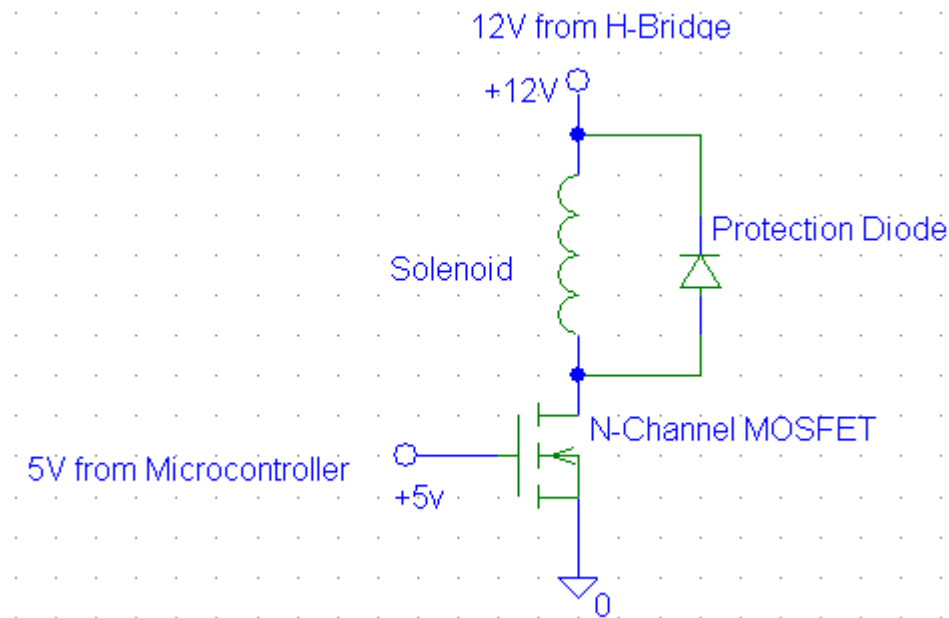 12V from H-Bridge
+12V
Protection Diode
Solenoid
N-Channel MOSFET
5V from Microcontroller
+5v
0